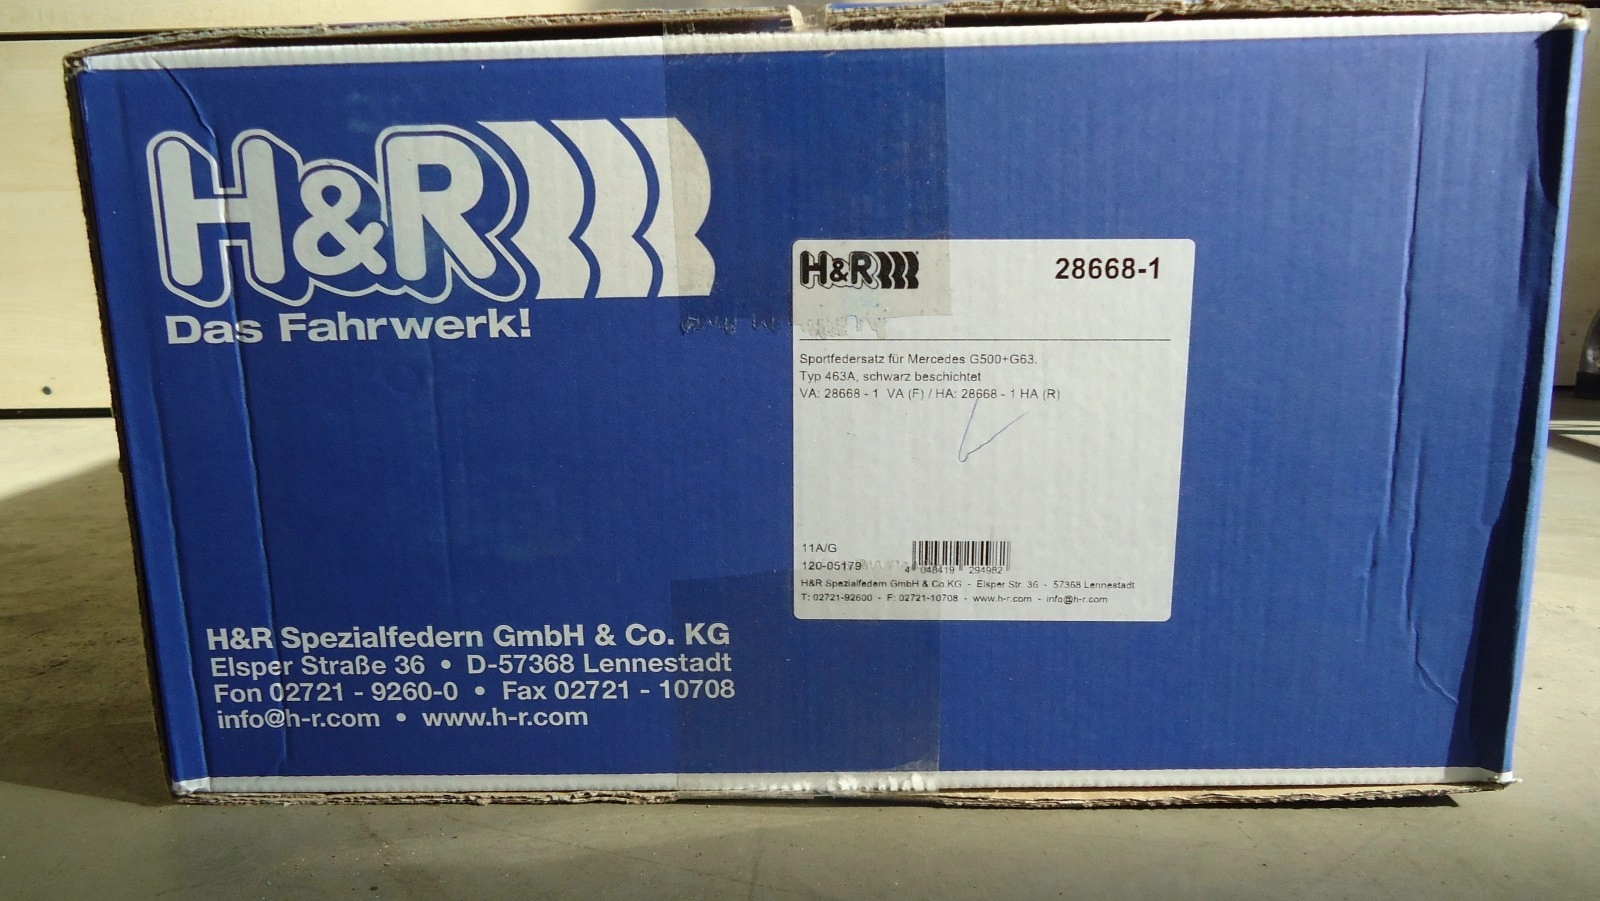 H&R
Das Fahrwerk!
H&R Spezialfedern GmbH & Co. KG
Elsper Straße 36 • D-57368 Lennestadt
Fon 02721 - 9260-0 • Fax 02721 - 10708
info@h-r.com • www.h-r.com
H&R 28668-1
Sportfedersatz für Mercedes G500+G63.
Typ 463A, schwarz beschichtet
VA: 28668 - 1 VA (F) / HA: 28668 - 1 HA (R)
11A/G
120-05179
4 048419 294982
H&R Spezialfedern GmbH & Co.KG - Elsper Str. 36 - 57368 Lennestadt
T: 02721-92600 - F: 02721-10708 - www.h-r.com - info@h-r.com